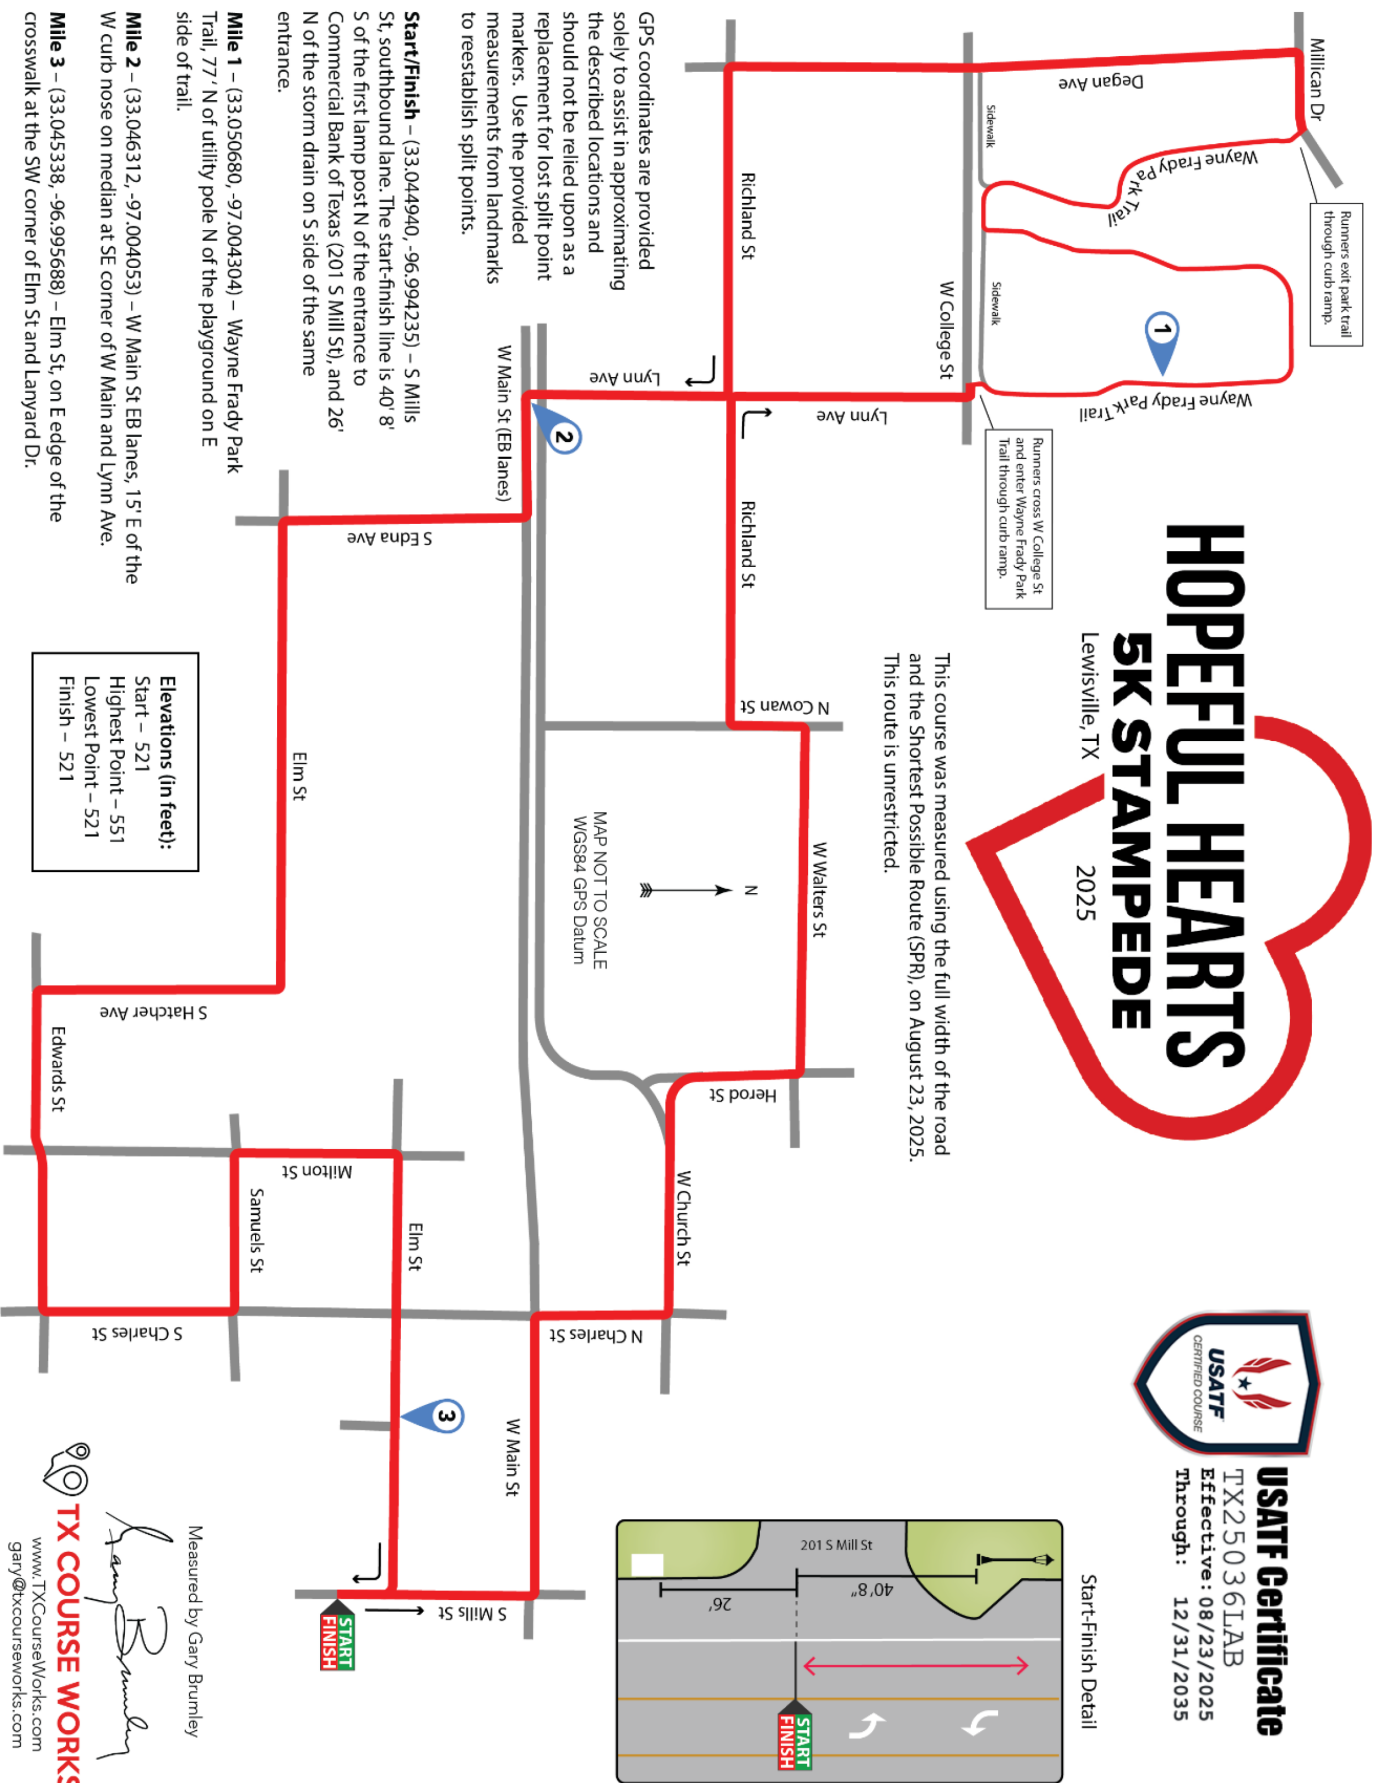 HOPEFUL HEARTS
5K STAMPEDE
Lewisville, TX
2025
USATF
CERTIFIED COURSE
USATF Certificate
TX25036LAB
Effective: 08/23/2025
Through: 12/31/2035
This course was measured using the full width of the road
and the Shortest Possible Route (SPR), on August 23, 2025.
This route is unrestricted.
Millican Dr
Runners exit park trail
through curb ramp.
Degan Ave
Wayne Frady Park Trail
Sidewalk
1
Wayne Frady Park Trail
Sidewalk
W College St
Runners cross W College St
and enter Wayne Frady Park
Trail through curb ramp.
Richland St
Lynn Ave
Lynn Ave
Richland St
N Cowan St
W Walters St
Herod St
W Church St
N Charles St
W Main St
W Main St (EB lanes)
2
S Edna Ave
Elm St
S Hatcher Ave
Edwards St
S Charles St
Samuels St
Milton St
Elm St
3
S Mills St
START
FINISH
N
MAP NOT TO SCALE
WGS84 GPS Datum
Start-Finish Detail
201 S Mill St
40' 8"
26'
START
FINISH
GPS coordinates are provided
solely to assist in approximating
the described locations and
should not be relied upon as a
replacement for lost split point
markers. Use the provided
measurements from landmarks
to reestablish split points.
Start/Finish – (33.044940, -96.994235) – S Mills
St, southbound lane. The start-finish line is 40' 8"
S of the first lamp post N of the entrance to
Commercial Bank of Texas (201 S Mill St), and 26'
N of the storm drain on S side of the same
entrance.
Mile 1 – (33.050680, -97.004304) – Wayne Frady Park
Trail, 77' N of utility pole N of the playground on E
side of trail.
Mile 2 – (33.046312, -97.004053) – W Main St EB lanes, 15' E of the
W curb nose on median at SE corner of W Main and Lynn Ave.
Mile 3 – (33.045338, -96.995688) – Elm St, on E edge of the
crosswalk at the SW corner of Elm St and Lanyard Dr.
Elevations (in feet):
Start – 521
Highest Point – 551
Lowest Point – 521
Finish – 521
Measured by Gary Brumley
Gary Brumley
TX COURSE WORKS
www.TXCourseWorks.com
gary@txcourseworks.com